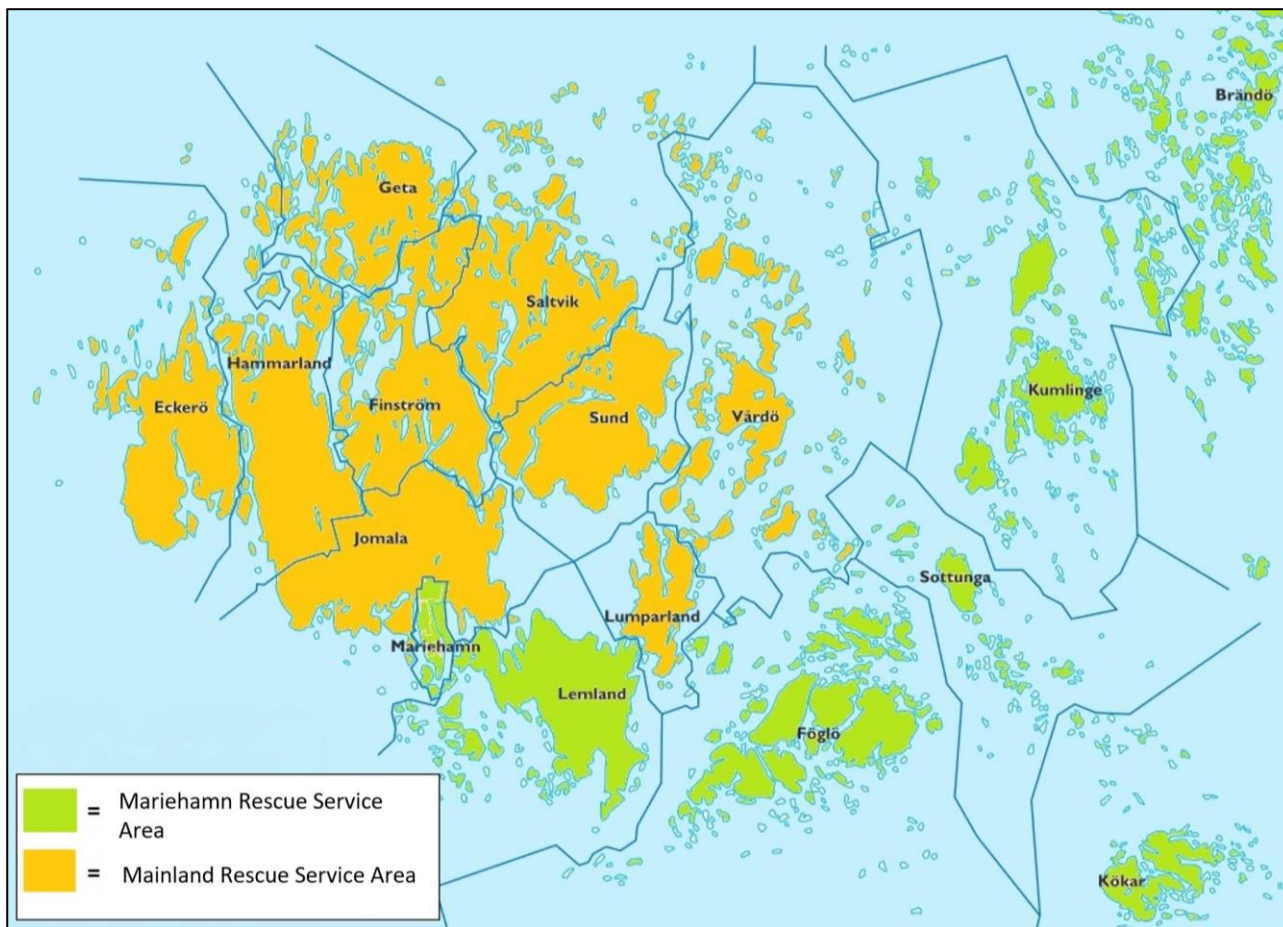 Brändö
Geta
Saltvik
Hammarland
Eckerö
Finström
Sund
Vårdö
Kumlinge
Jomala
Sottunga
Lumparland
Mariehamn
Lemland
Föglö
Kökar
= Mariehamn Rescue Service
Area
= Mainland Rescue Service Area